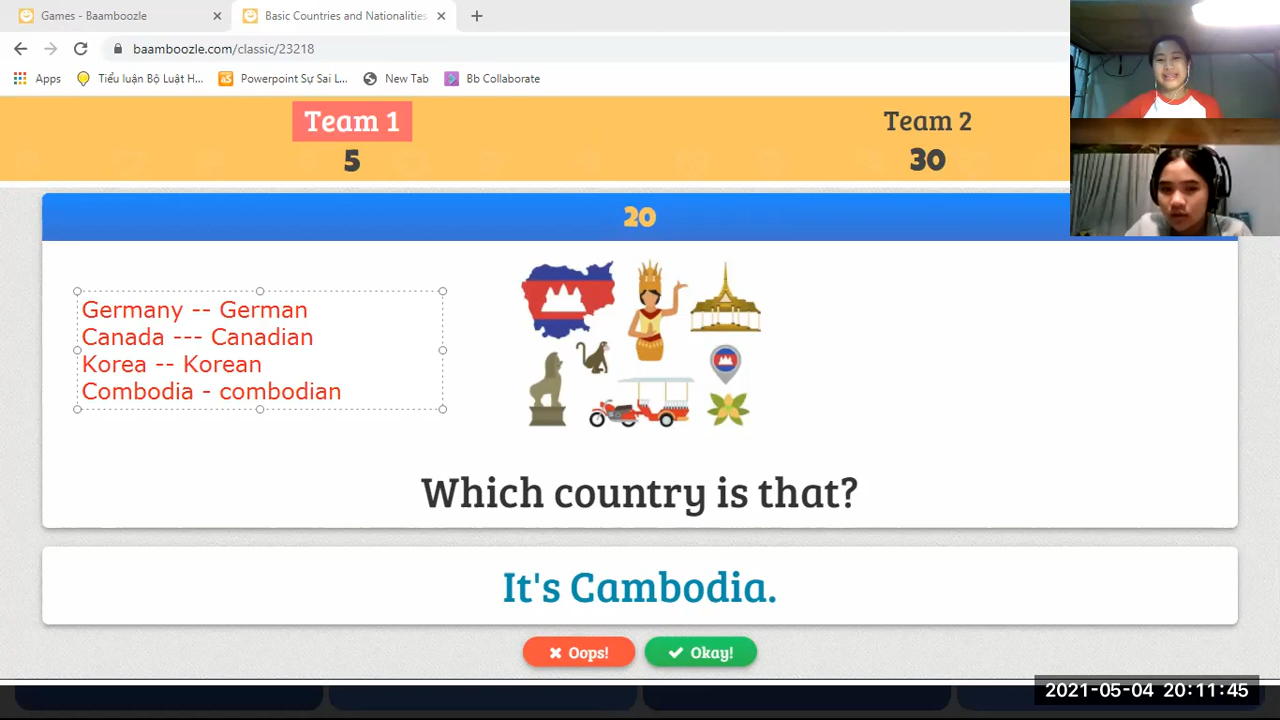 Games - Baamboozle
Basic Countries and Nationalities
baamboozle.com/classic/23218
Apps
Tiểu luận Bộ Luật H...
Powerpoint Sự Sai L...
New Tab
Bb Collaborate
Team 1
5
Team 2
30
20
Germany -- German
Canada --- Canadian
Korea -- Korean
Combodia - combodian
Which country is that?
It's Cambodia.
Oops!
Okay!
2021-05-04 20:11:45